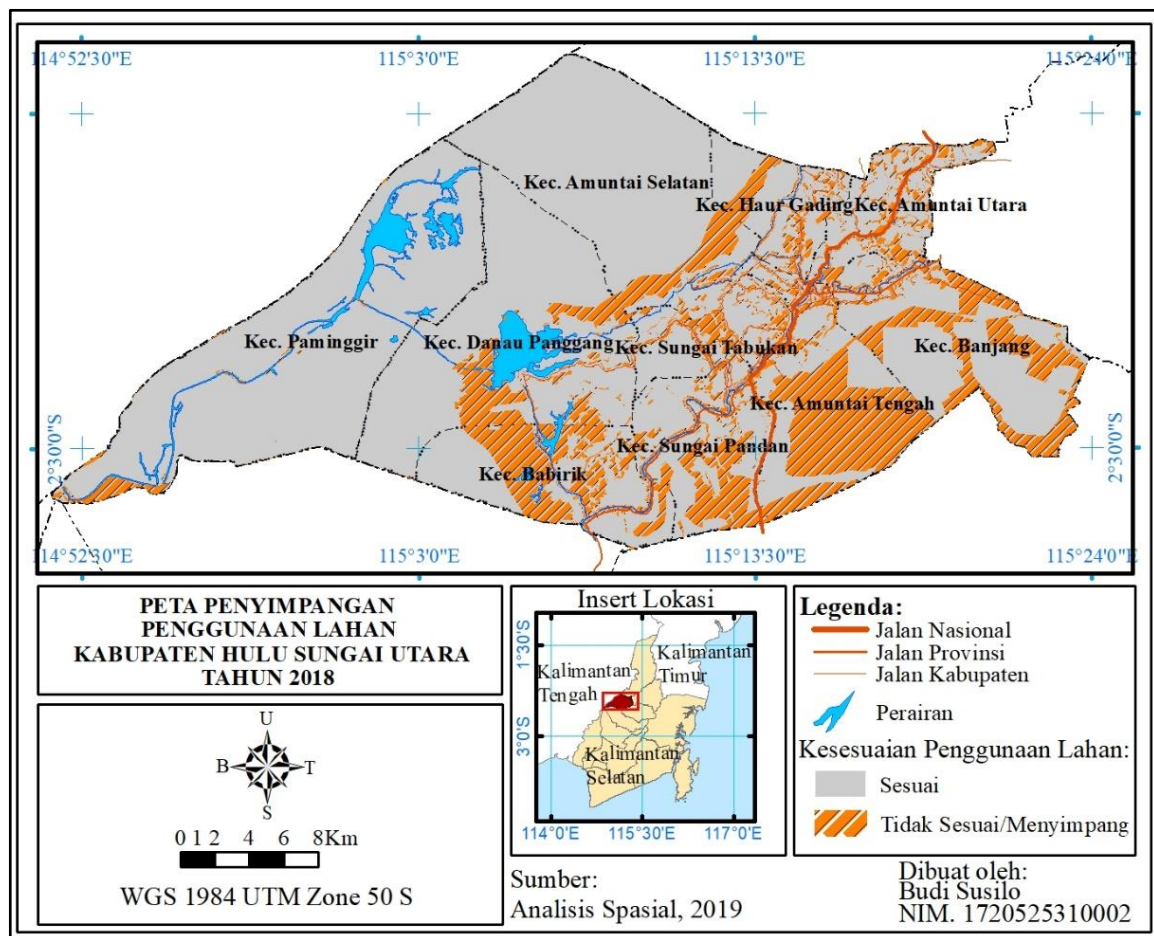 114°52'30"E 115°3'0"E 115°13'30"E 115°24'0"E
Kec. Amuntai Selatan
Kec. Haur Gading
Kec. Amuntai Utara
Kec. Paminggir
Kec. Danau Panggang
Kec. Sungai Tabukan
Kec. Banjang
Kec. Amuntai Tengah
Kec. Sungai Pandan
Kec. Babirik
2°30'0"S
2°30'0"S
114°52'30"E 115°3'0"E 115°13'30"E 115°24'0"E
PETA PENYIMPANGAN
PENGGUNAAN LAHAN
KABUPATEN HULU SUNGAI UTARA
TAHUN 2018
U
B T
S
0 1 2 4 6 8Km
WGS 1984 UTM Zone 50 S
Insert Lokasi
1°30'S
3°0'S
Kalimantan
Tengah
Kalimantan
Timur
Kalimantan
Selatan
114°0'E 115°30'E 117°0'E
Sumber:
Analisis Spasial, 2019
Legenda:
Jalan Nasional
Jalan Provinsi
Jalan Kabupaten
Perairan
Kesesuaian Penggunaan Lahan:
Sesuai
Tidak Sesuai/Menyimpang
Dibuat oleh:
Budi Susilo
NIM. 1720525310002